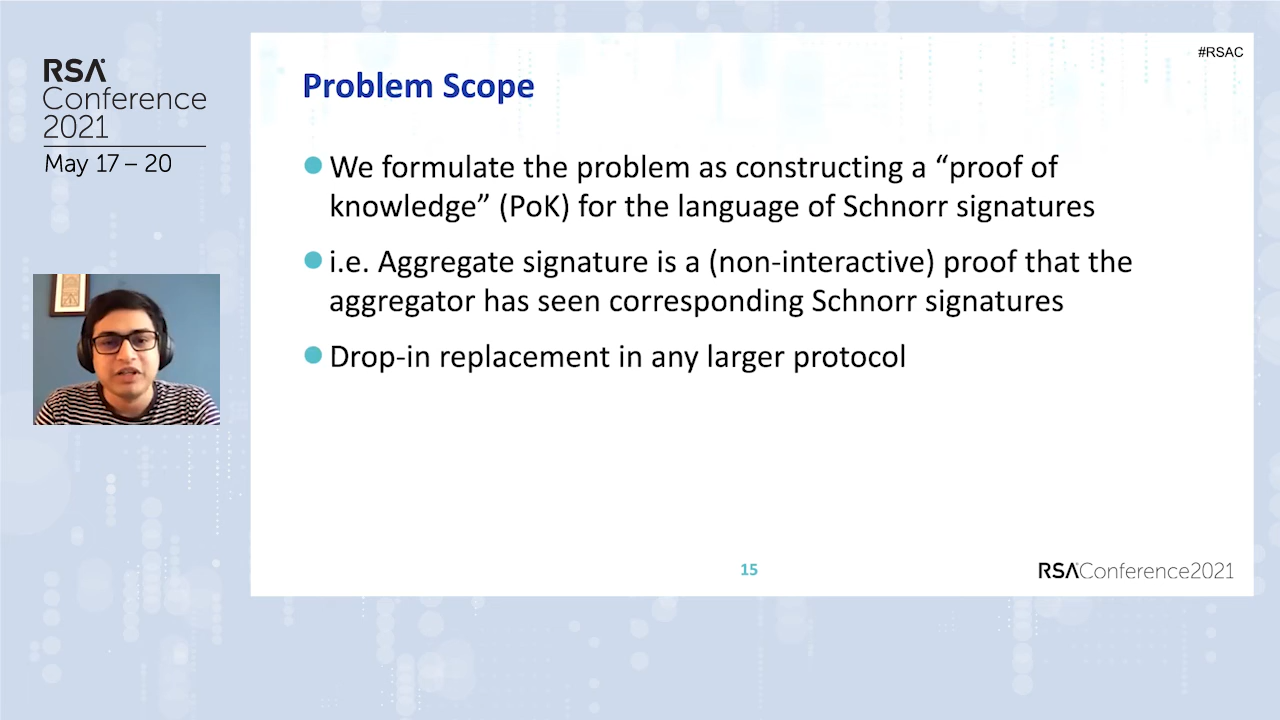 RSA
Conference
2021
May 17 – 20
#RSAC
Problem Scope
We formulate the problem as constructing a “proof of
knowledge” (PoK) for the language of Schnorr signatures
i.e. Aggregate signature is a (non-interactive) proof that the
aggregator has seen corresponding Schnorr signatures
Drop-in replacement in any larger protocol
15
RSAConference2021